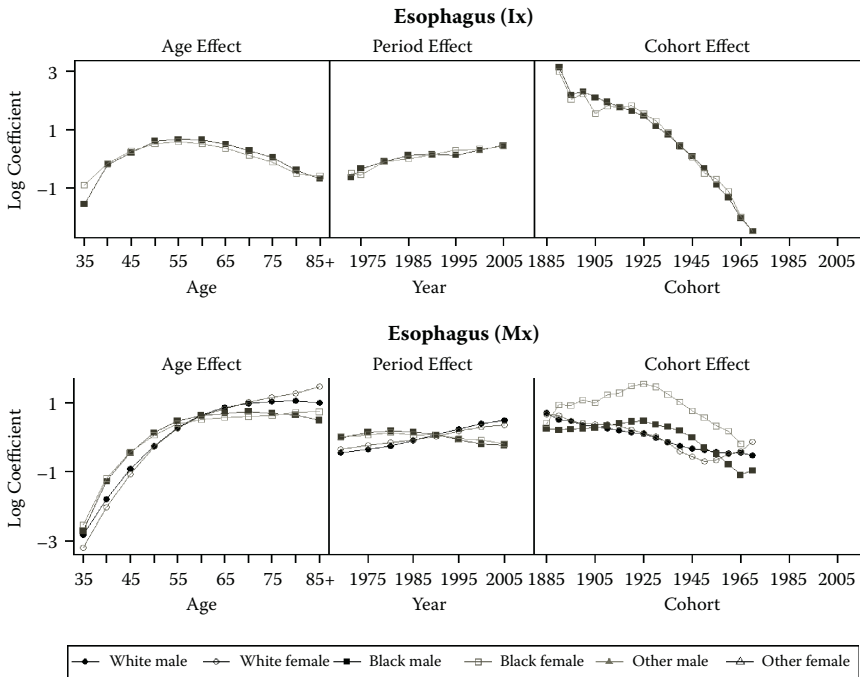 Esophagus (Ix)
Age Effect Period Effect Cohort Effect
Log Coefficient
3
1
−1
35 45 55 65 75 85+ 1975 1985 1995 2005 1885 1905 1925 1945 1965 1985 2005
Age Year Cohort
Esophagus (Mx)
Age Effect Period Effect Cohort Effect
Log Coefficient
1
−1
−3
35 45 55 65 75 85+ 1975 1985 1995 2005 1885 1905 1925 1945 1965 1985 2005
Age Year Cohort
White male White female Black male Black female Other male Other female